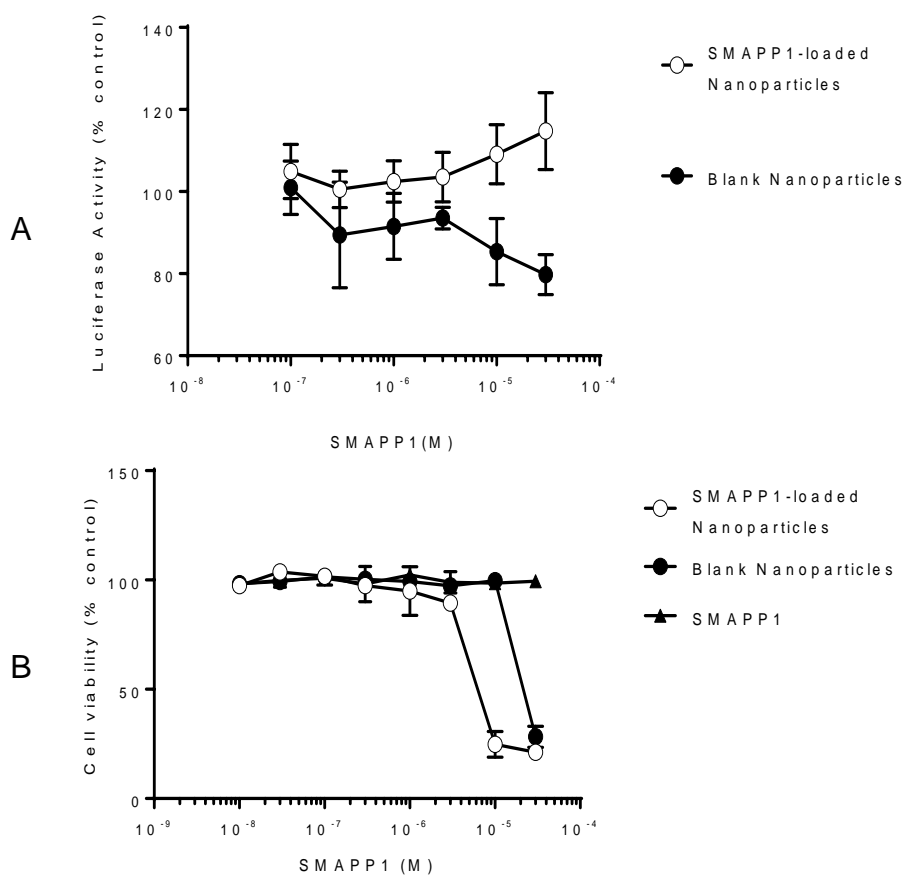 A
Luciferase Activity (% control)
140
120
100
80
60
10-8
10-7
10-6
10-5
10-4
SMAPP1(M)
SMAPP1-loaded
Nanoparticles
Blank Nanoparticles
B
Cell viability (% control)
150
100
50
0
10-9
10-8
10-7
10-6
10-5
10-4
SMAPP1 (M)
SMAPP1-loaded
Nanoparticles
Blank Nanoparticles
SMAPP1